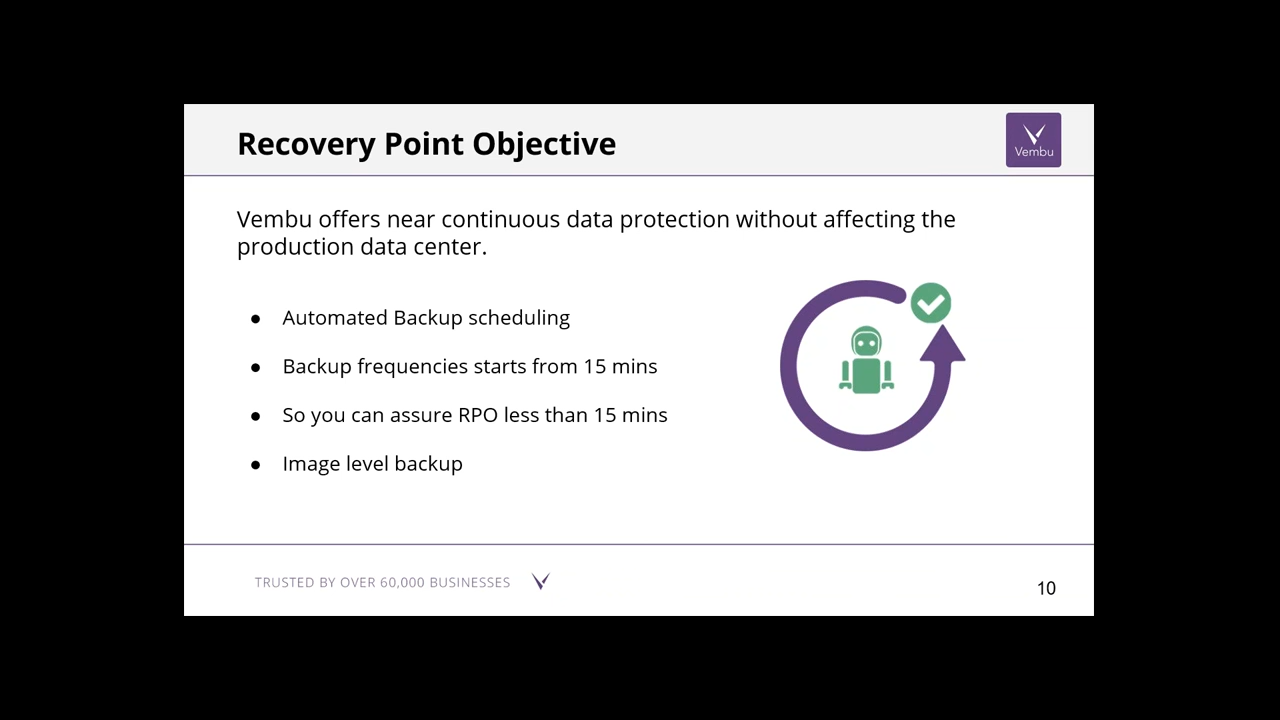 Recovery Point Objective
Vembu
Vembu offers near continuous data protection without affecting the
production data center.
● Automated Backup scheduling
● Backup frequencies starts from 15 mins
● So you can assure RPO less than 15 mins
● Image level backup
TRUSTED BY OVER 60,000 BUSINESSES
10